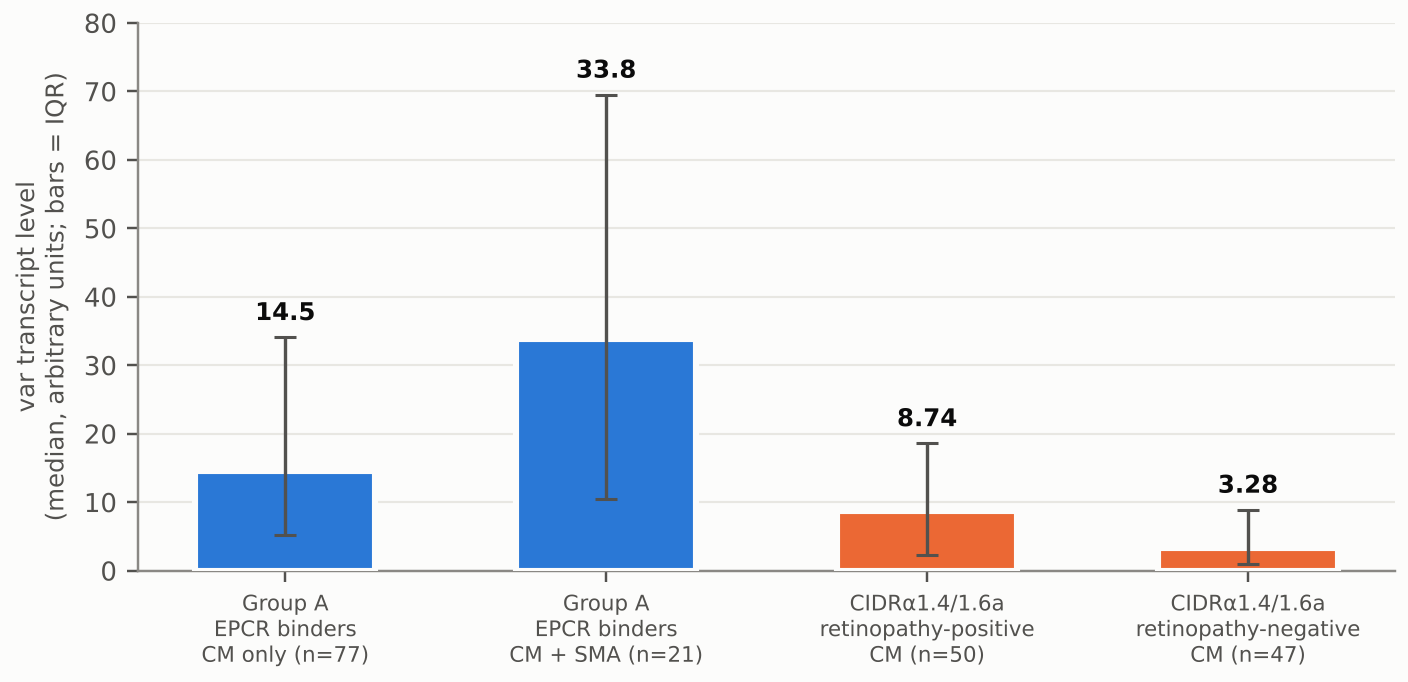 var transcript level
(median, arbitrary units; bars = IQR)
80
70
60
50
40
30
20
10
0
14.5
33.8
8.74
3.28
Group A
EPCR binders
CM only (n=77)
Group A
EPCR binders
CM + SMA (n=21)
CIDRα1.4/1.6a
retinopathy-positive
CM (n=50)
CIDRα1.4/1.6a
retinopathy-negative
CM (n=47)